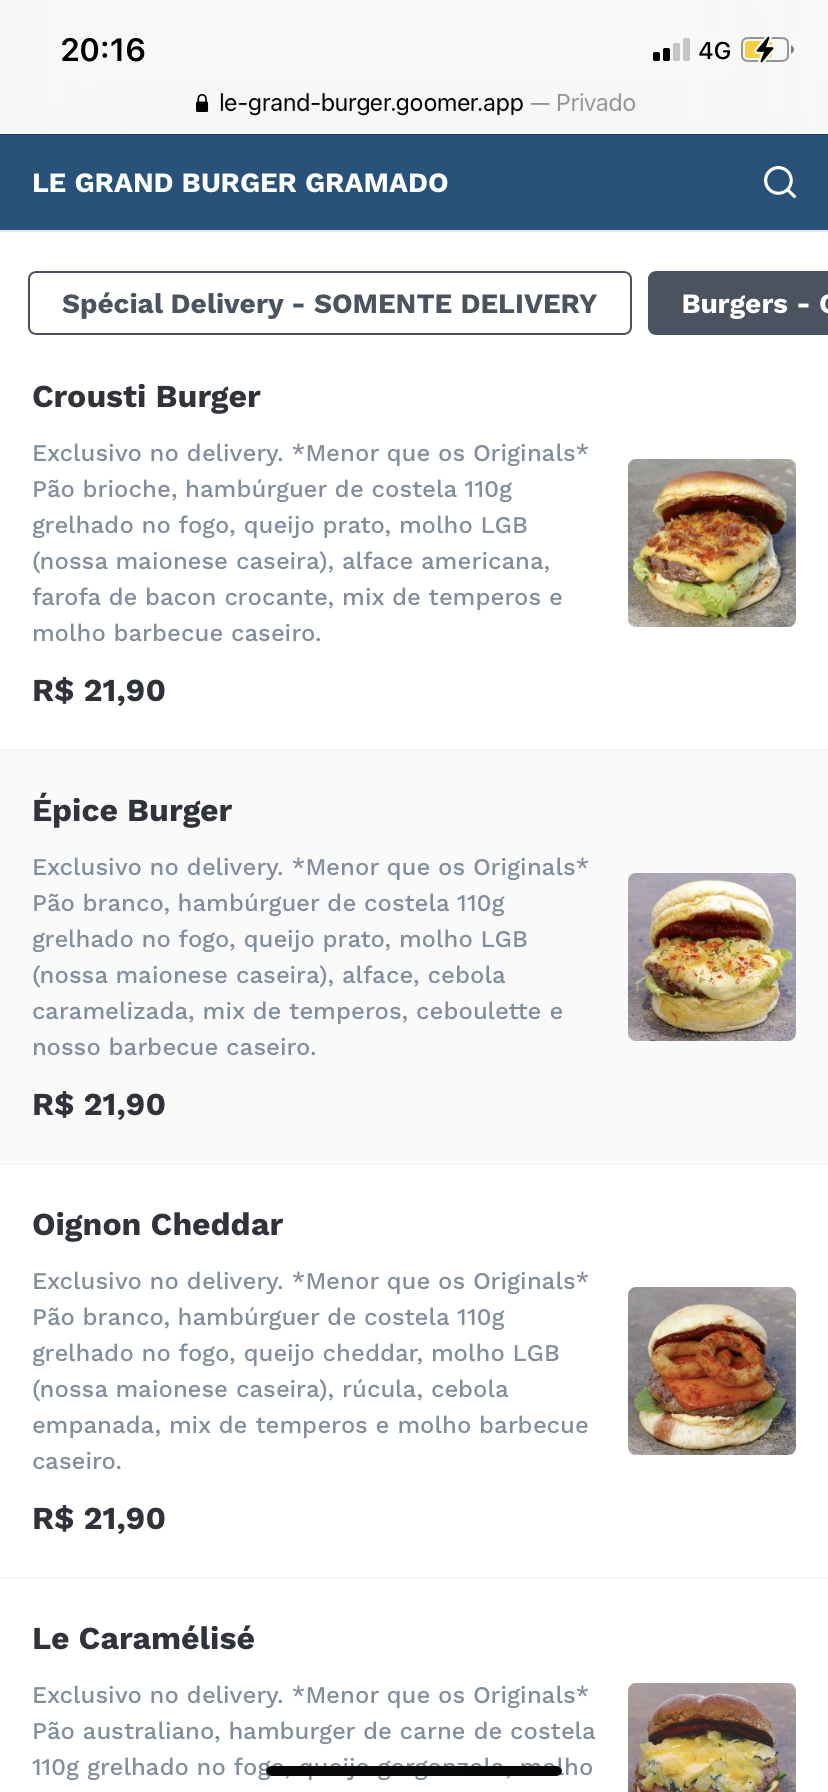 20:16
4G
le-grand-burger.goomer.app — Privado
LE GRAND BURGER GRAMADO
Spécial Delivery - SOMENTE DELIVERY
Burgers -
Crousti Burger
Exclusivo no delivery. *Menor que os Originals*
Pão brioche, hambúrguer de costela 110g
grelhado no fogo, queijo prato, molho LGB
(nossa maionese caseira), alface americana,
farofa de bacon crocante, mix de temperos e
molho barbecue caseiro.
R$ 21,90
Épice Burger
Exclusivo no delivery. *Menor que os Originals*
Pão branco, hambúrguer de costela 110g
grelhado no fogo, queijo prato, molho LGB
(nossa maionese caseira), alface, cebola
caramelizada, mix de temperos, ceboulette e
nosso barbecue caseiro.
R$ 21,90
Oignon Cheddar
Exclusivo no delivery. *Menor que os Originals*
Pão branco, hambúrguer de costela 110g
grelhado no fogo, queijo cheddar, molho LGB
(nossa maionese caseira), rúcula, cebola
empanada, mix de temperos e molho barbecue
caseiro.
R$ 21,90
Le Caramélisé
Exclusivo no delivery. *Menor que os Originals*
Pão australiano, hamburger de carne de costela
110g grelhado no fogo, queijo gorgonzola, molho